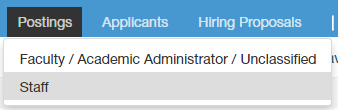 Postings Applicants Hiring Proposals |
Faculty / Academic Administrator / Unclassified
Staff